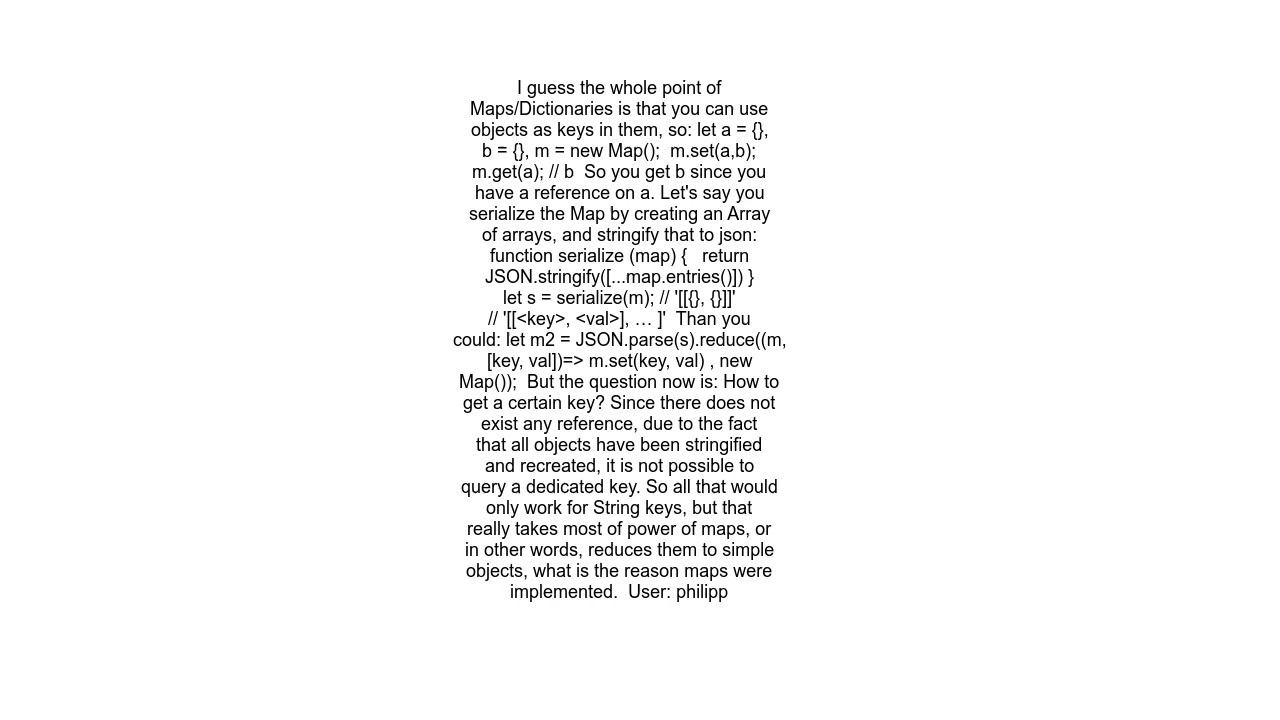 I guess the whole point of
Maps/Dictionaries is that you can use
objects as keys in them, so: let a = {},
b = {}, m = new Map();  m.set(a,b);
m.get(a); // b  So you get b since you
have a reference on a. Let's say you
serialize the Map by creating an Array
of arrays, and stringify that to json:
function serialize (map) {   return
JSON.stringify([...map.entries()]) }
let s = serialize(m); // '[[{}, {}]]'
// '[[<key>, <val>], … ]'  Than you
could: let m2 = JSON.parse(s).reduce((m,
[key, val])=> m.set(key, val) , new
Map());  But the question now is: How to
get a certain key? Since there does not
exist any reference, due to the fact
that all objects have been stringified
and recreated, it is not possible to
query a dedicated key. So all that would
only work for String keys, but that
really takes most of power of maps, or
in other words, reduces them to simple
objects, what is the reason maps were
implemented.  User: philipp